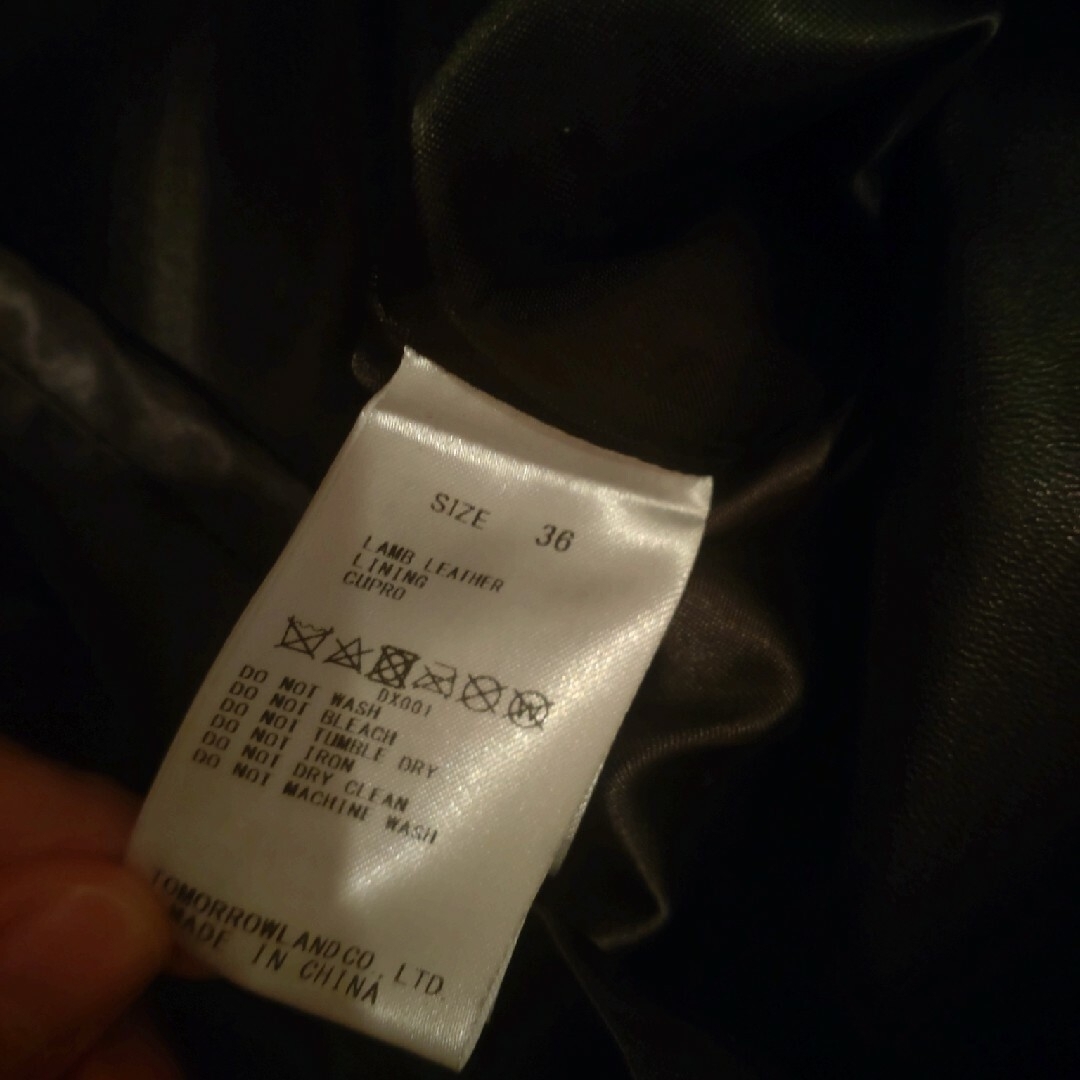 SIZE 36
LAMB LEATHER
LINING
CUPRO
W
DX001
DO NOT WASH
DO NOT BLEACH
DO NOT TUMBLE DRY
DO NOT IRON
DO NOT DRY CLEAN
DO NOT MACHINE WASH
TOMORROWLAND CO., LTD.
MADE IN CHINA